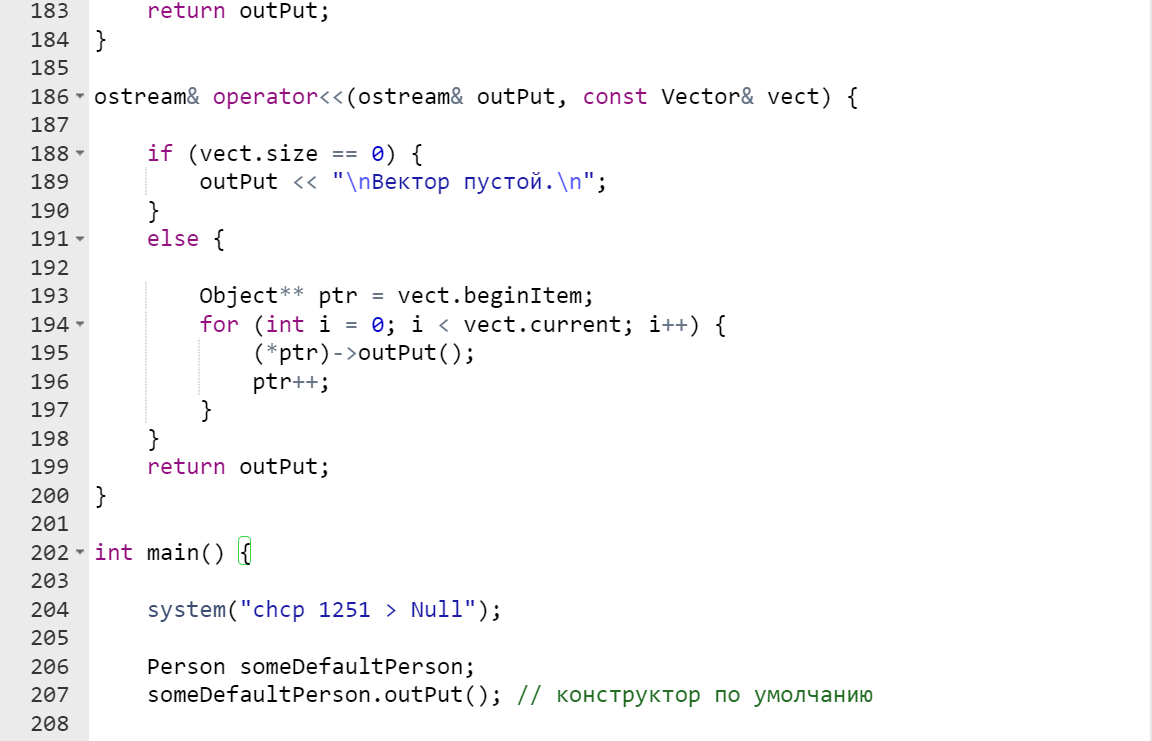 183     return outPut;
184 }
185
186 ostream& operator<<(ostream& outPut, const Vector& vect) {
187
188     if (vect.size == 0) {
189         outPut << "\nВектор пустой.\n";
190     }
191     else {
192
193         Object** ptr = vect.beginItem;
194         for (int i = 0; i < vect.current; i++) {
195             (*ptr)->outPut();
196             ptr++;
197         }
198     }
199     return outPut;
200 }
201
202 int main() {
203
204     system("chcp 1251 > Null");
205
206     Person someDefaultPerson;
207     someDefaultPerson.outPut(); // конструктор по умолчанию
208